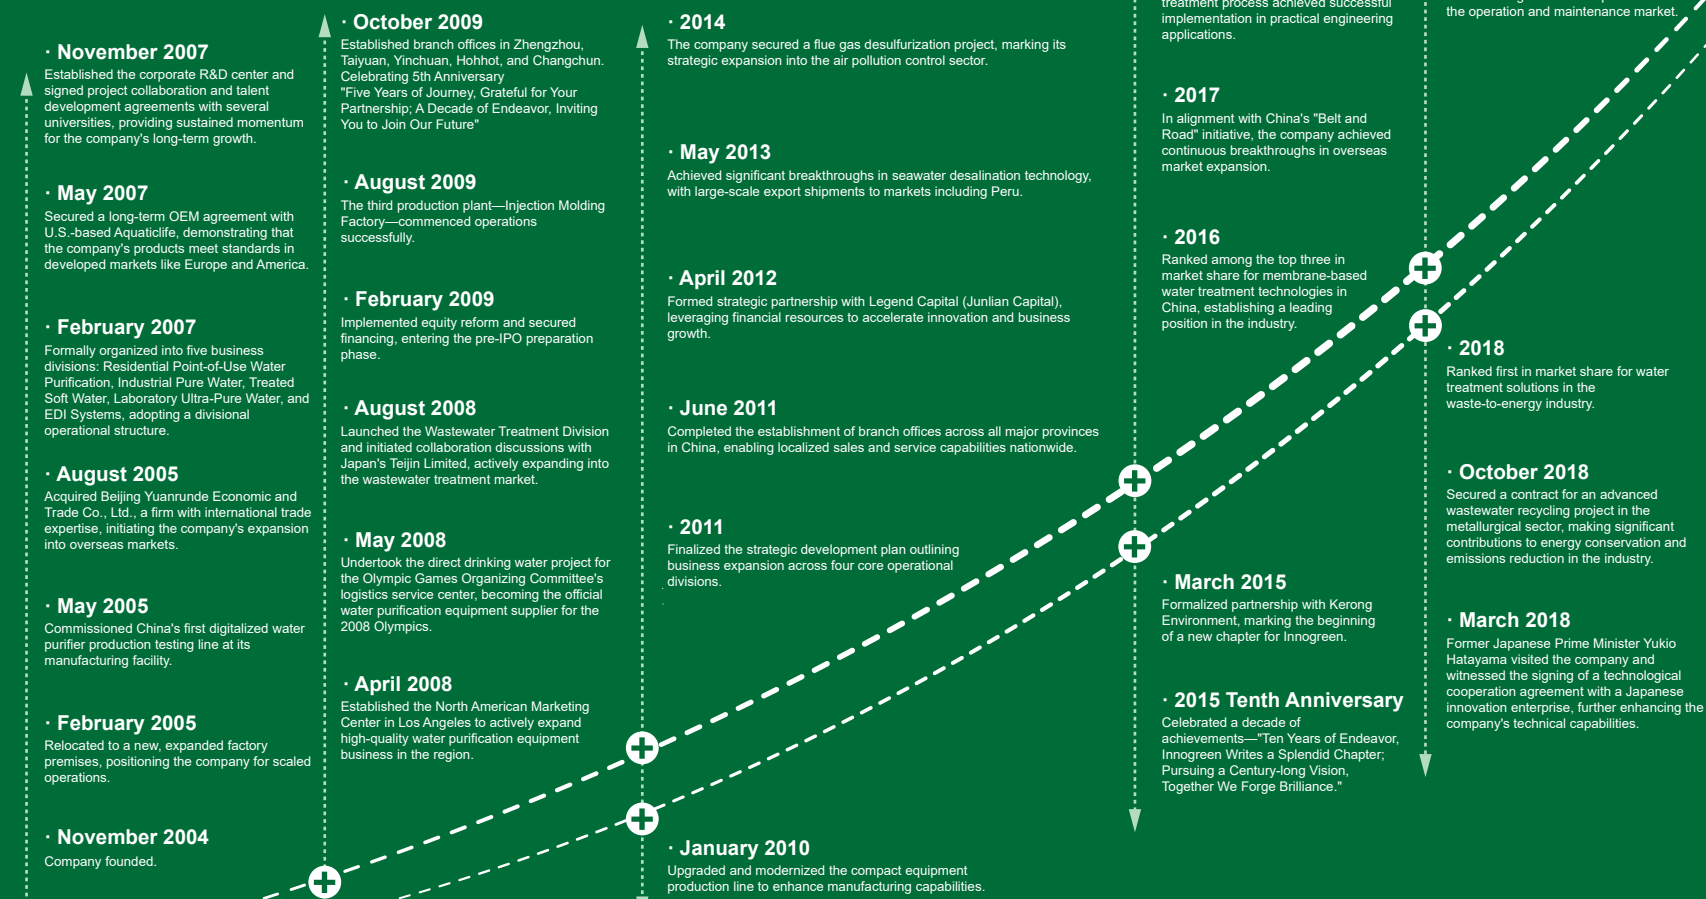 · November 2007
Established the corporate R&D center and
signed project collaboration and talent
development agreements with several
universities, providing sustained momentum
for the company's long-term growth.
· May 2007
Secured a long-term OEM agreement with
U.S.-based Aquaticlife, demonstrating that
the company's products meet standards in
developed markets like Europe and America.
· February 2007
Formally organized into five business
divisions: Residential Point-of-Use Water
Purification, Industrial Pure Water, Treated
Soft Water, Laboratory Ultra-Pure Water, and
EDI Systems, adopting a divisional
operational structure.
· August 2005
Acquired Beijing Yuanrunde Economic and
Trade Co., Ltd., a firm with international trade
expertise, initiating the company's expansion
into overseas markets.
· May 2005
Commissioned China's first digitalized water
purifier production testing line at its
manufacturing facility.
· February 2005
Relocated to a new, expanded factory
premises, positioning the company for scaled
operations.
· November 2004
Company founded.
· October 2009
Established branch offices in Zhengzhou,
Taiyuan, Yinchuan, Hohhot, and Changchun.
Celebrating 5th Anniversary
"Five Years of Journey, Grateful for Your
Partnership; A Decade of Endeavor, Inviting
You to Join Our Future"
· August 2009
The third production plant—Injection Molding
Factory—commenced operations
successfully.
· February 2009
Implemented equity reform and secured
financing, entering the pre-IPO preparation
phase.
· August 2008
Launched the Wastewater Treatment Division
and initiated collaboration discussions with
Japan's Teijin Limited, actively expanding into
the wastewater treatment market.
· May 2008
Undertook the direct drinking water project for
the Olympic Games Organizing Committee's
logistics service center, becoming the official
water purification equipment supplier for the
2008 Olympics.
· April 2008
Established the North American Marketing
Center in Los Angeles to actively expand
high-quality water purification equipment
business in the region.
· 2014
The company secured a flue gas desulfurization project, marking its
strategic expansion into the air pollution control sector.
· May 2013
Achieved significant breakthroughs in seawater desalination technology,
with large-scale export shipments to markets including Peru.
· April 2012
Formed strategic partnership with Legend Capital (Junlian Capital),
leveraging financial resources to accelerate innovation and business
growth.
· June 2011
Completed the establishment of branch offices across all major provinces
in China, enabling localized sales and service capabilities nationwide.
· 2011
Finalized the strategic development plan outlining
business expansion across four core operational
divisions.
· January 2010
Upgraded and modernized the compact equipment
production line to enhance manufacturing capabilities.
treatment process achieved successful
implementation in practical engineering
applications.
· 2017
In alignment with China's "Belt and
Road" initiative, the company achieved
continuous breakthroughs in overseas
market expansion.
· 2016
Ranked among the top three in
market share for membrane-based
water treatment technologies in
China, establishing a leading
position in the industry.
· March 2015
Formalized partnership with Kerong
Environment, marking the beginning
of a new chapter for Innogreen.
· 2015 Tenth Anniversary
Celebrated a decade of
achievements—"Ten Years of Endeavor,
Innogreen Writes a Splendid Chapter;
Pursuing a Century-long Vision,
Together We Forge Brilliance."
the operation and maintenance market.
· 2018
Ranked first in market share for water
treatment solutions in the
waste-to-energy industry.
· October 2018
Secured a contract for an advanced
wastewater recycling project in the
metallurgical sector, making significant
contributions to energy conservation and
emissions reduction in the industry.
· March 2018
Former Japanese Prime Minister Yukio
Hatayama visited the company and
witnessed the signing of a technological
cooperation agreement with a Japanese
innovation enterprise, further enhancing the
company's technical capabilities.